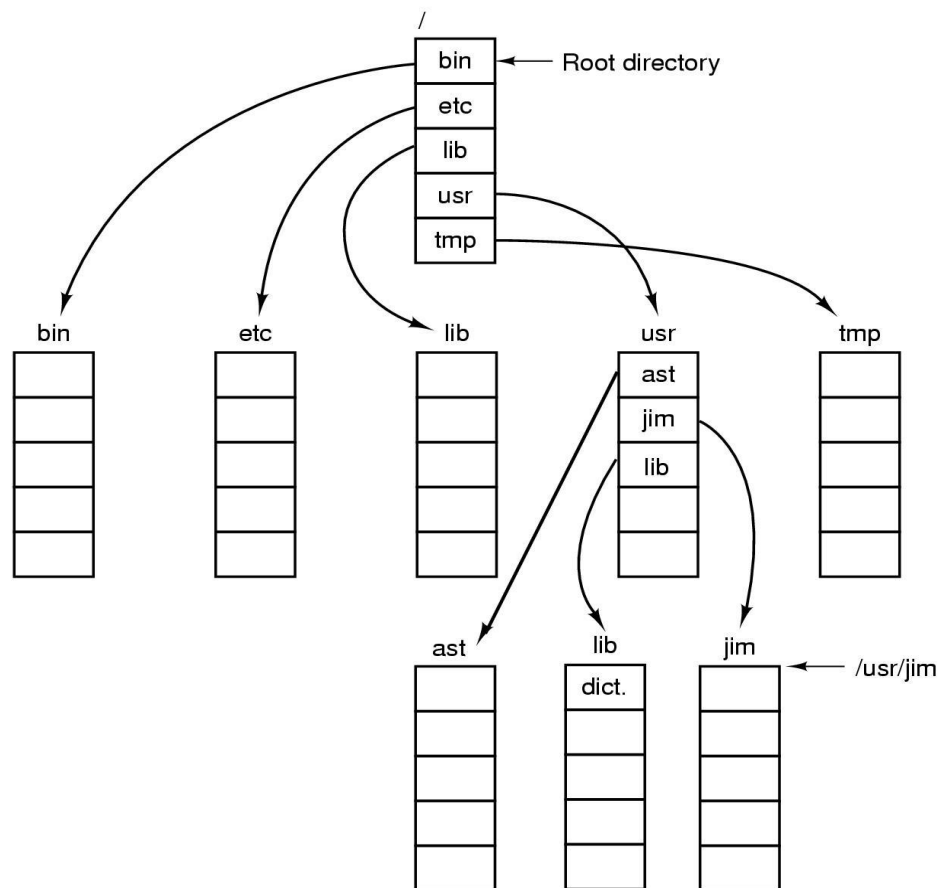 /
bin
Root directory
etc
lib
usr
tmp
bin
etc
lib
usr
tmp
ast
jim
lib
ast
lib
jim
/usr/jim
dict.